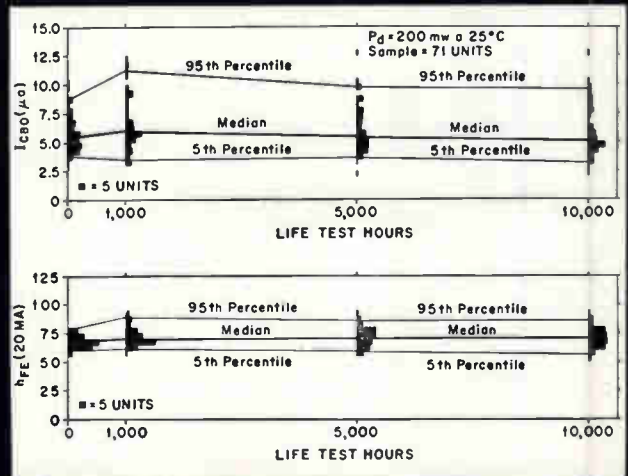 15.0
12.5
10.0
7.5
5.0
2.5
0
ICBO(µa)
Pd = 200 mw a 25°C
Sample = 71 UNITS
95th Percentile
95th Percentile
Median
Median
5th Percentile
5th Percentile
■ = 5 UNITS
0 1,000 5,000 10,000
LIFE TEST HOURS
125
100
75
50
25
0
hFE (20 MA)
95th Percentile
95th Percentile
Median
Median
5th Percentile
5th Percentile
■ = 5 UNITS
0 1,000 5,000 10,000
LIFE TEST HOURS